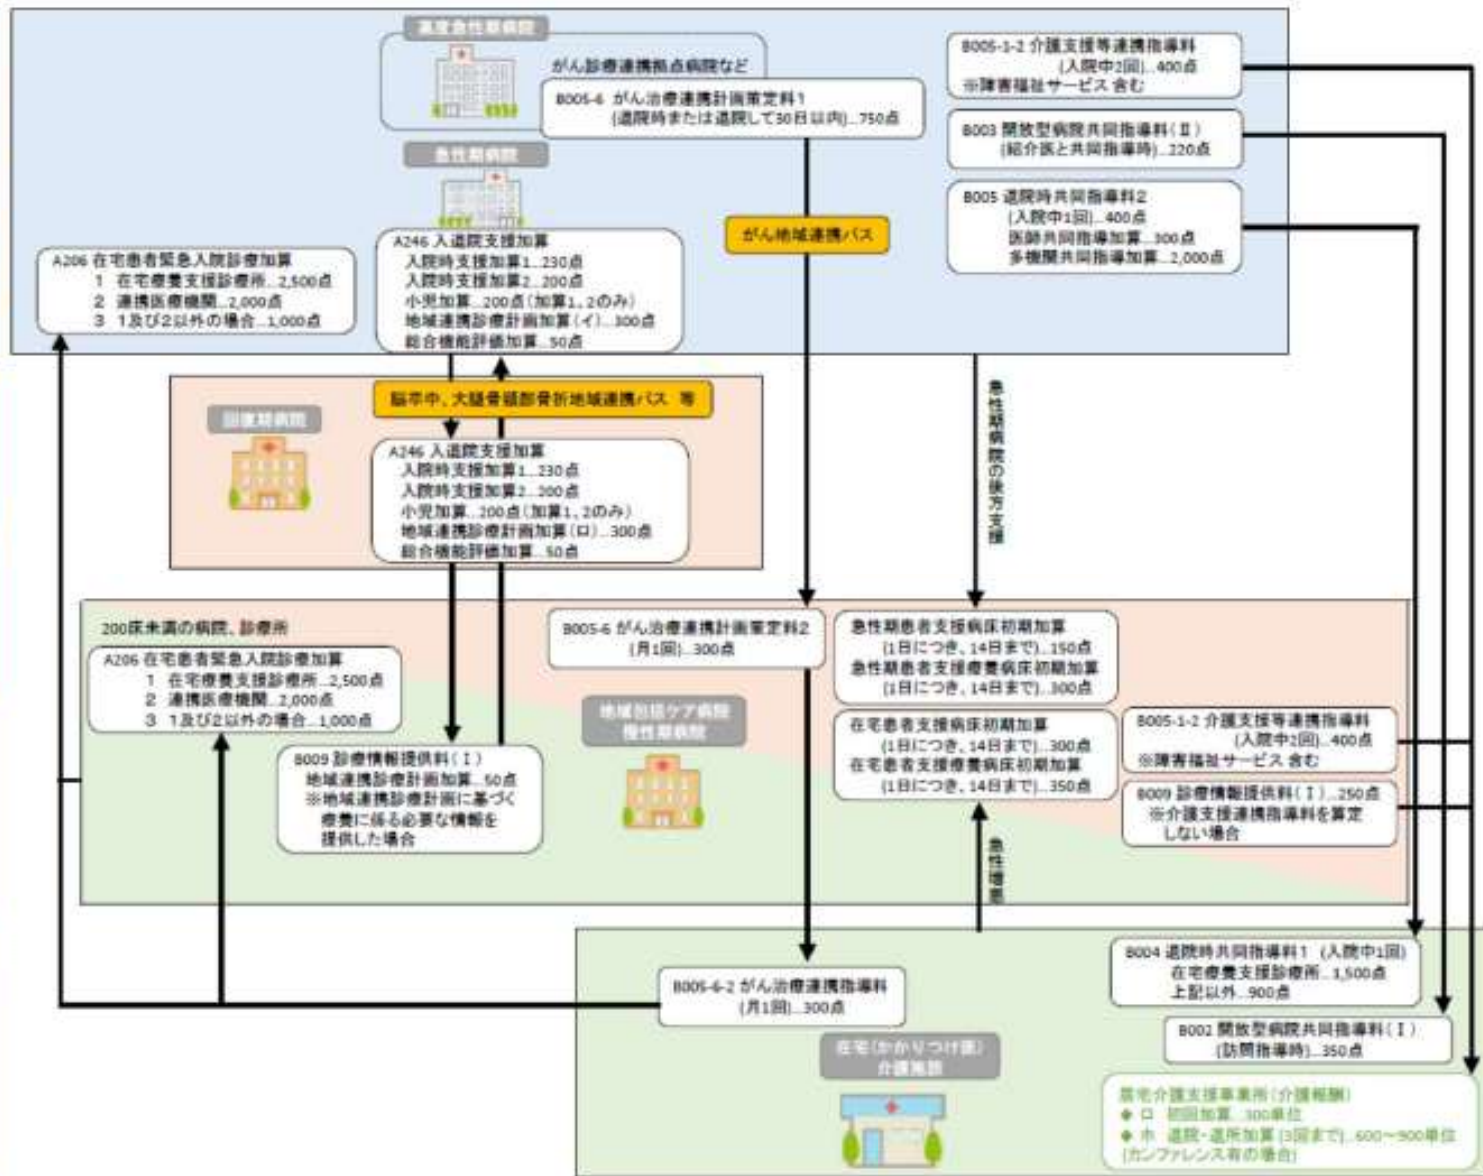 高度急性期病院
がん診療連携拠点病院など
B005-6 がん治療連携計画策定料1
(退院時または退院して30日以内)...750点
急性期病院
A246 入退院支援加算
入院時支援加算1...230点
入院時支援加算2...200点
小児加算...200点(加算1、2のみ)
地域連携診療計画加算(イ)...300点
総合機能評価加算...50点
A206 在宅患者緊急入院診療加算
1 在宅療養支援診療所...2,500点
2 連携医療機関...2,000点
3 1及び2以外の場合...1,000点
がん地域連携パス
B005-1-2 介護支援等連携指導料
(入院中2回)...400点
※障害福祉サービス 含む
B003 開放型病院共同指導料(Ⅱ)
(紹介医と共同指導時)...220点
B005 退院時共同指導料2
(入院中1回)...400点
医師共同指導加算...300点
多機関共同指導加算...2,000点
脳卒中、大腿骨頸部骨折地域連携パス 等
回復期病院
A246 入退院支援加算
入院時支援加算1...230点
入院時支援加算2...200点
小児加算...200点(加算1、2のみ)
地域連携診療計画加算(ロ)...300点
総合機能評価加算...50点
急性期病院の後方支援
200床未満の病院、診療所
A206 在宅患者緊急入院診療加算
1 在宅療養支援診療所...2,500点
2 連携医療機関...2,000点
3 1及び2以外の場合...1,000点
B009 診療情報提供料(Ⅰ)
地域連携診療計画加算...50点
※地域連携診療計画に基づく
療養に係る必要な情報を
提供した場合
B005-6 がん治療連携計画策定料2
(月1回)...300点
地域包括ケア病院
慢性期病院
急性期患者支援病床初期加算
(1日につき、14日まで)...150点
急性期患者支援療養病床初期加算
(1日につき、14日まで)...300点
在宅患者支援病床初期加算
(1日につき、14日まで)...300点
在宅患者支援療養病床初期加算
(1日につき、14日まで)...350点
B005-1-2 介護支援等連携指導料
(入院中2回)...400点
※障害福祉サービス 含む
B009 診療情報提供料(Ⅰ)...250点
※介護支援連携指導料を算定
しない場合
急性増悪
B005-6-2 がん治療連携指導料
(月1回)...300点
在宅(かかりつけ医)
介護施設
B004 退院時共同指導料1 (入院中1回)
在宅療養支援診療所...1,500点
上記以外...900点
B002 開放型病院共同指導料(Ⅰ)
(訪問指導時)...350点
居宅介護支援事業所(介護報酬)
◆ ロ 初回加算...300単位
◆ ホ 退院・退所加算(3回まで)...600～900単位
(カンファレンス有の場合)